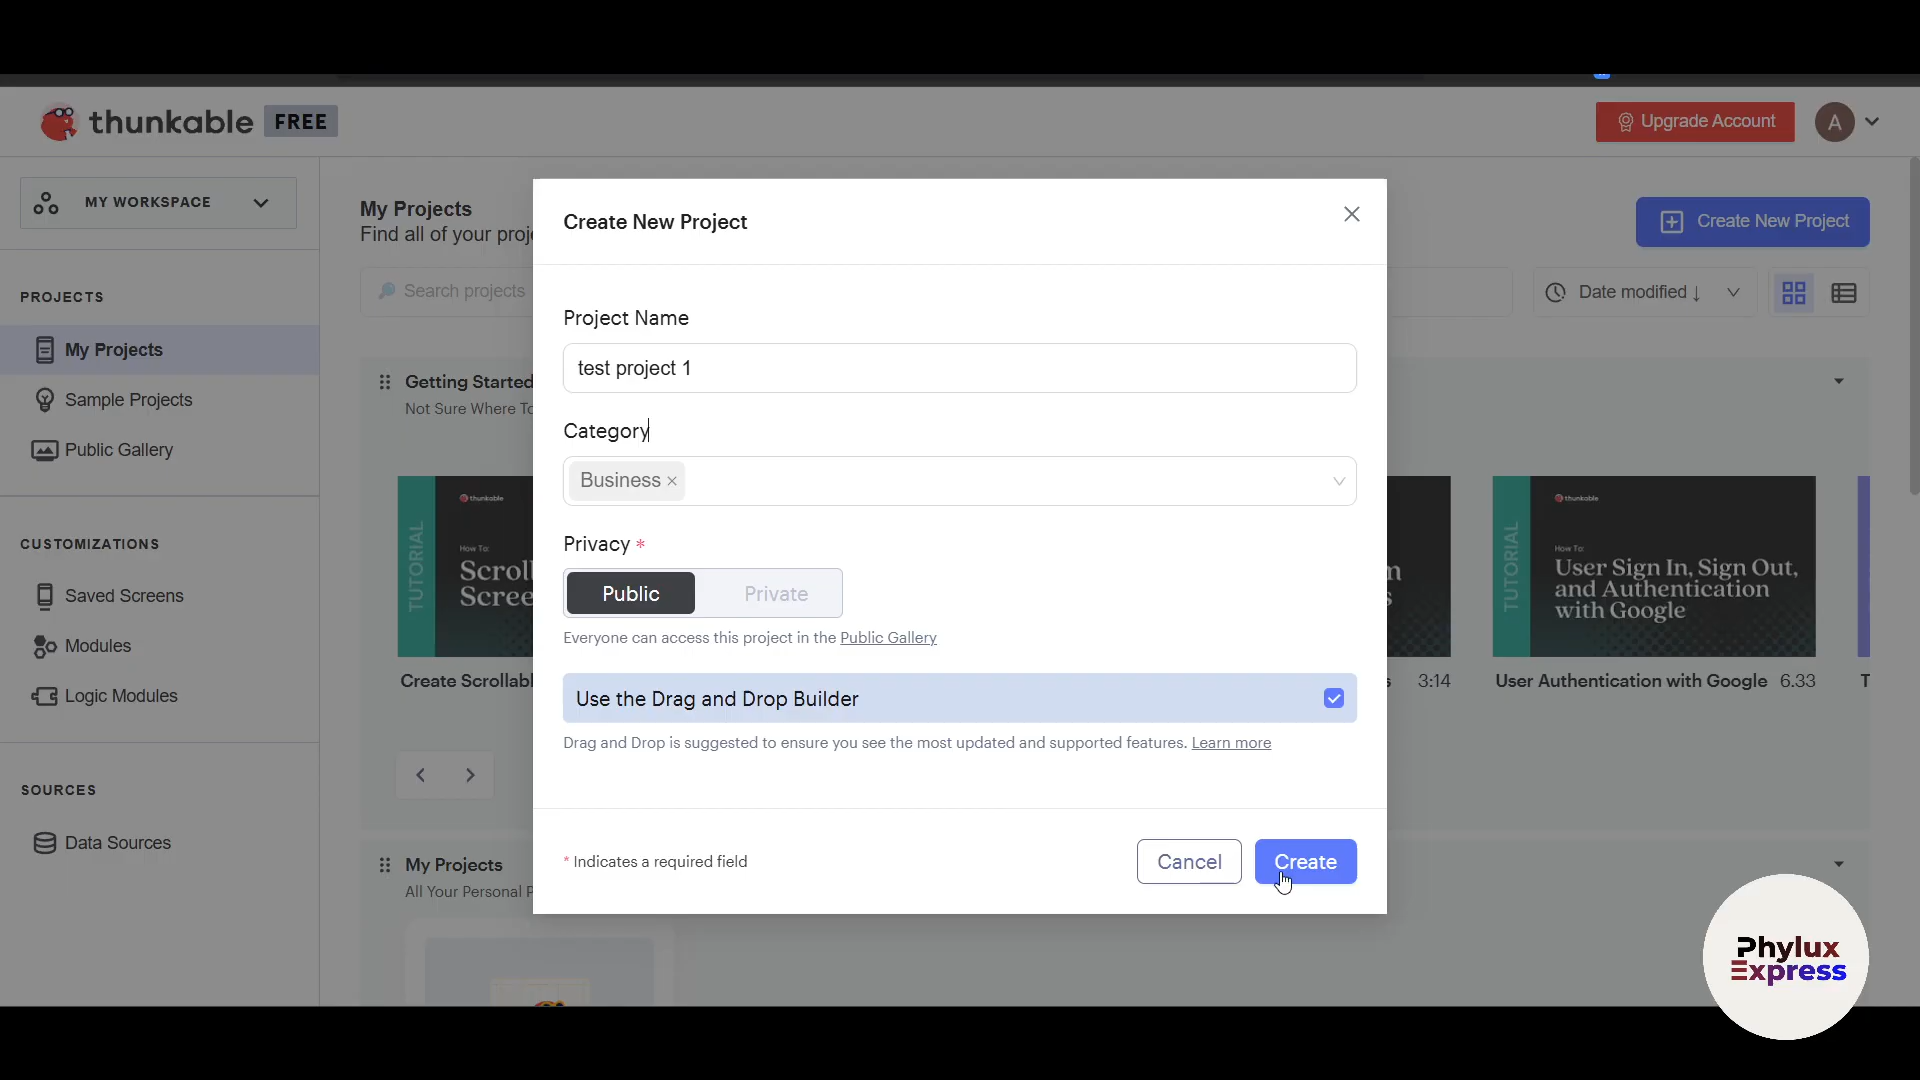 thunkable FREE
Upgrade Account
A
MY WORKSPACE
PROJECTS
My Projects
Sample Projects
Public Gallery
CUSTOMIZATIONS
Saved Screens
Modules
Logic Modules
SOURCES
Data Sources
My Projects
Find all of your
Create New Project
Search projects
Date modified ↓
Getting Started
Not Sure Where
thunkable
TUTORIAL
How To:
Create
3:14
thunkable
TUTORIAL
How To:
User Sign In, Sign Out,
and Authentication
with Google
User Authentication with Google 6.33
T
My Projects
All Your Personal
Create New Project
Project Name
test project 1
Category
Business ×
Privacy *
Public
Private
Everyone can access this project in the Public Gallery
Use the Drag and Drop Builder
Drag and Drop is suggested to ensure you see the most updated and supported features. Learn more
* Indicates a required field
Cancel
Create
Phylux
Express